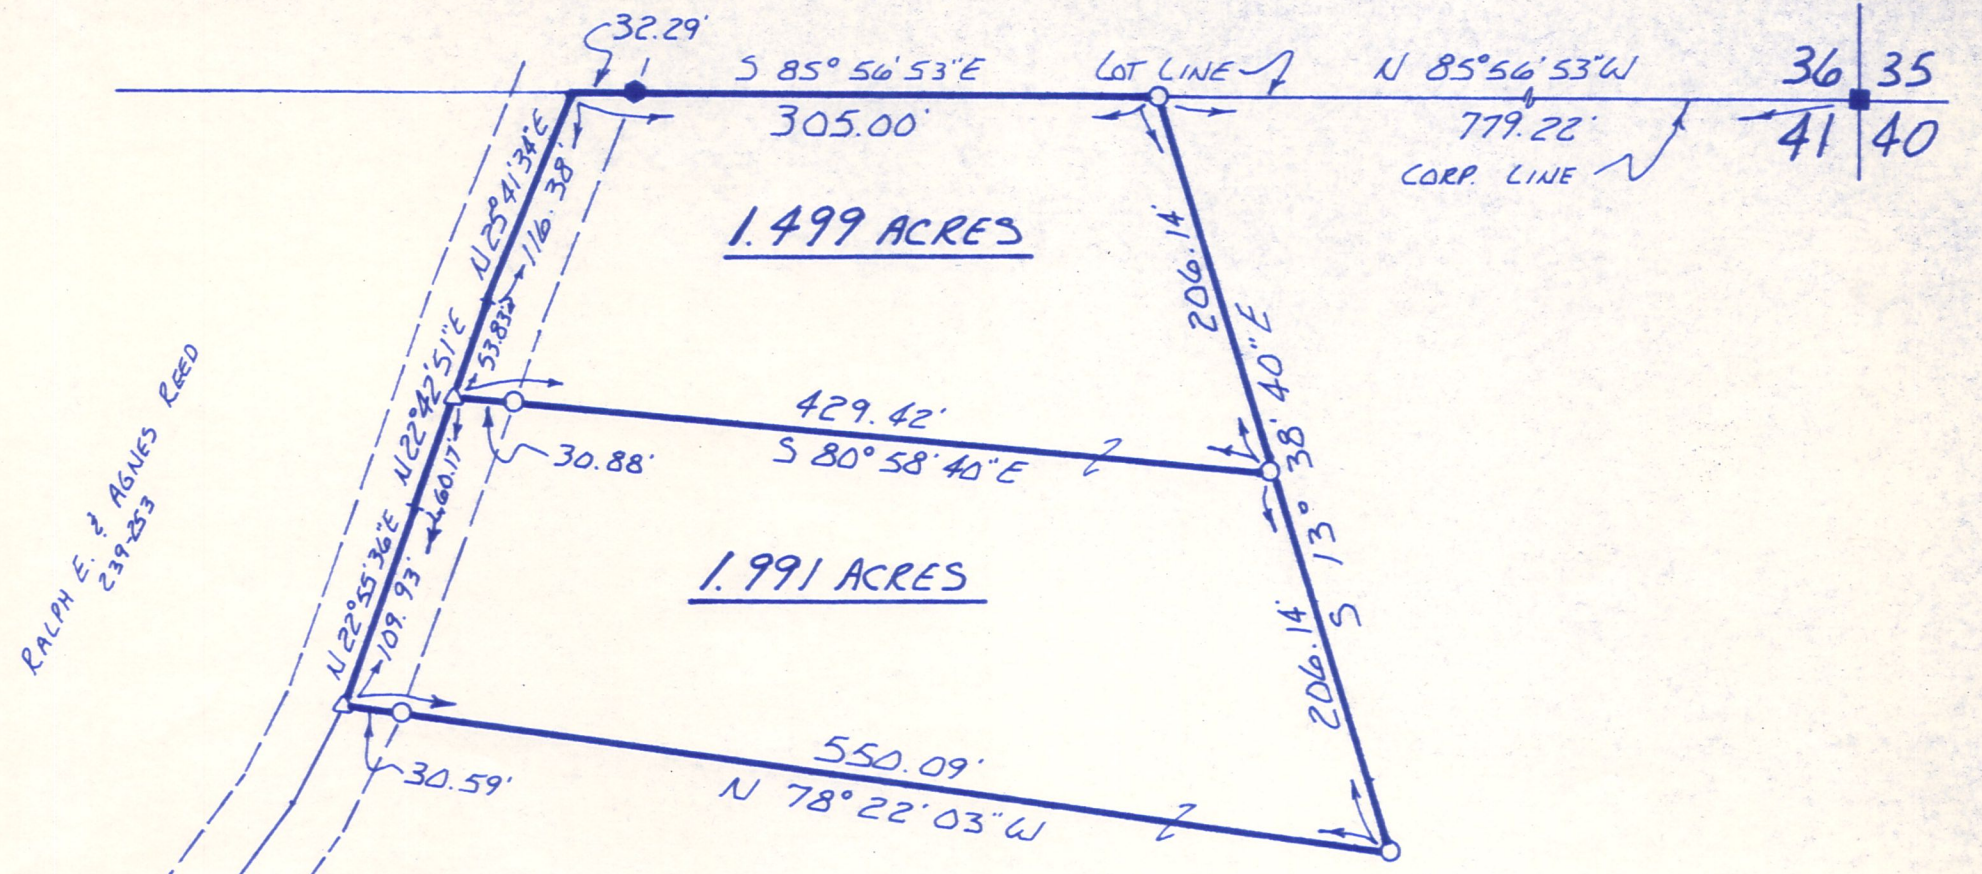 32.29'
S 85° 56' 53" E
LOT LINE
N 85° 56' 53" W
36 35
305.00'
779.22'
41 40
CORP. LINE
N 25° 41' 34" E
116.38'
1.499 ACRES
206.14'
53.83'
N 22° 42' 51" E
429.42'
S 80° 58' 40" E
30.88'
S 13° 38' 40" E
RALPH E. & AGNES REED
239-253
60.17'
N 22° 55' 36" E
109.93'
1.991 ACRES
206.14'
550.09'
N 78° 22' 03" W
30.59'